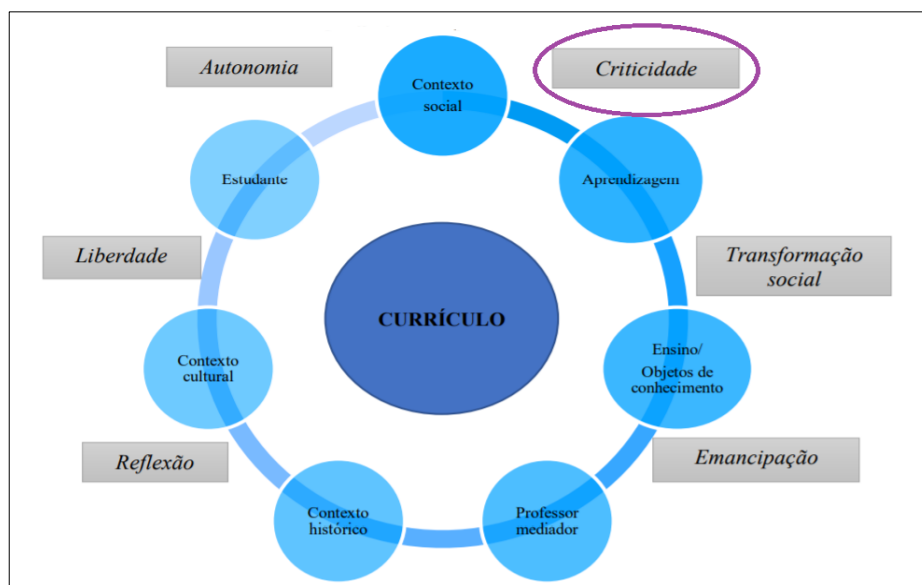 Autonomia
Contexto
social
Criticidade
Estudante
Aprendizagem
Liberdade
Transformação
social
CURRÍCULO
Contexto
cultural
Ensino/
Objetos de
conhecimento
Reflexão
Emancipação
Contexto
histórico
Professor
mediador